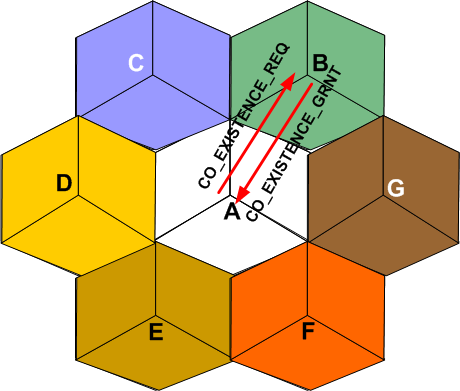 C
B
CO_EXISTENCE_REQ
CO_EXISTENCE_GRNT
D
A
G
E
F